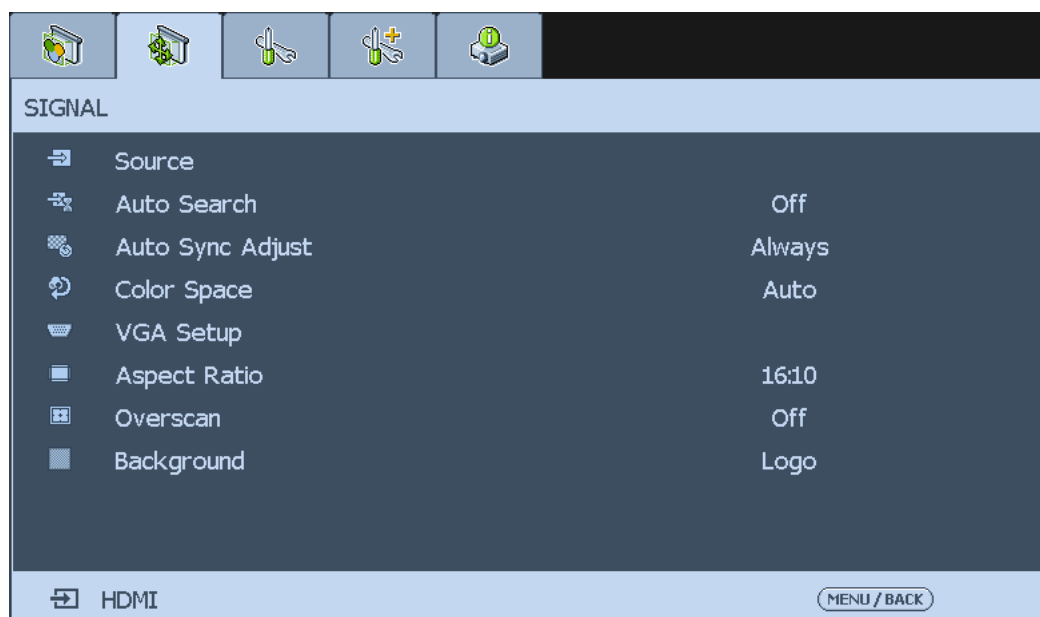 SIGNAL
Source
Auto Search Off
Auto Sync Adjust Always
Color Space Auto
VGA Setup
Aspect Ratio 16:10
Overscan Off
Background Logo
HDMI MENU / BACK